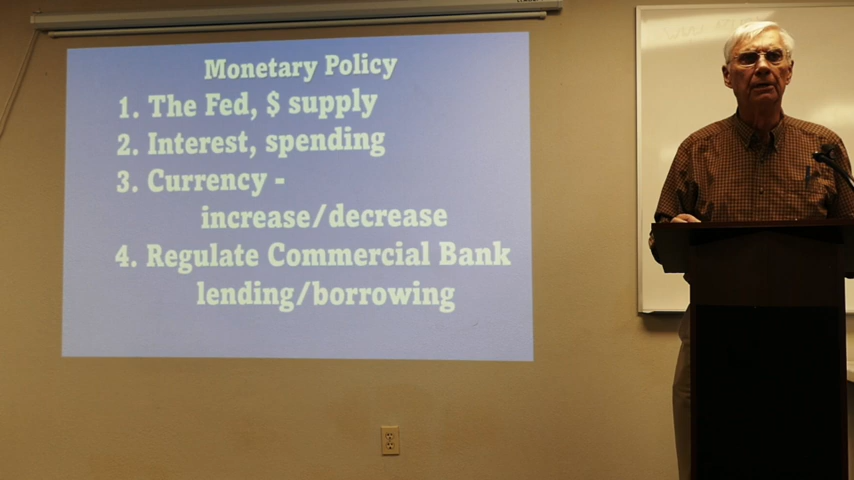 Monetary Policy
1. The Fed, $ supply
2. Interest, spending
3. Currency -
increase/decrease
4. Regulate Commercial Bank
lending/borrowing